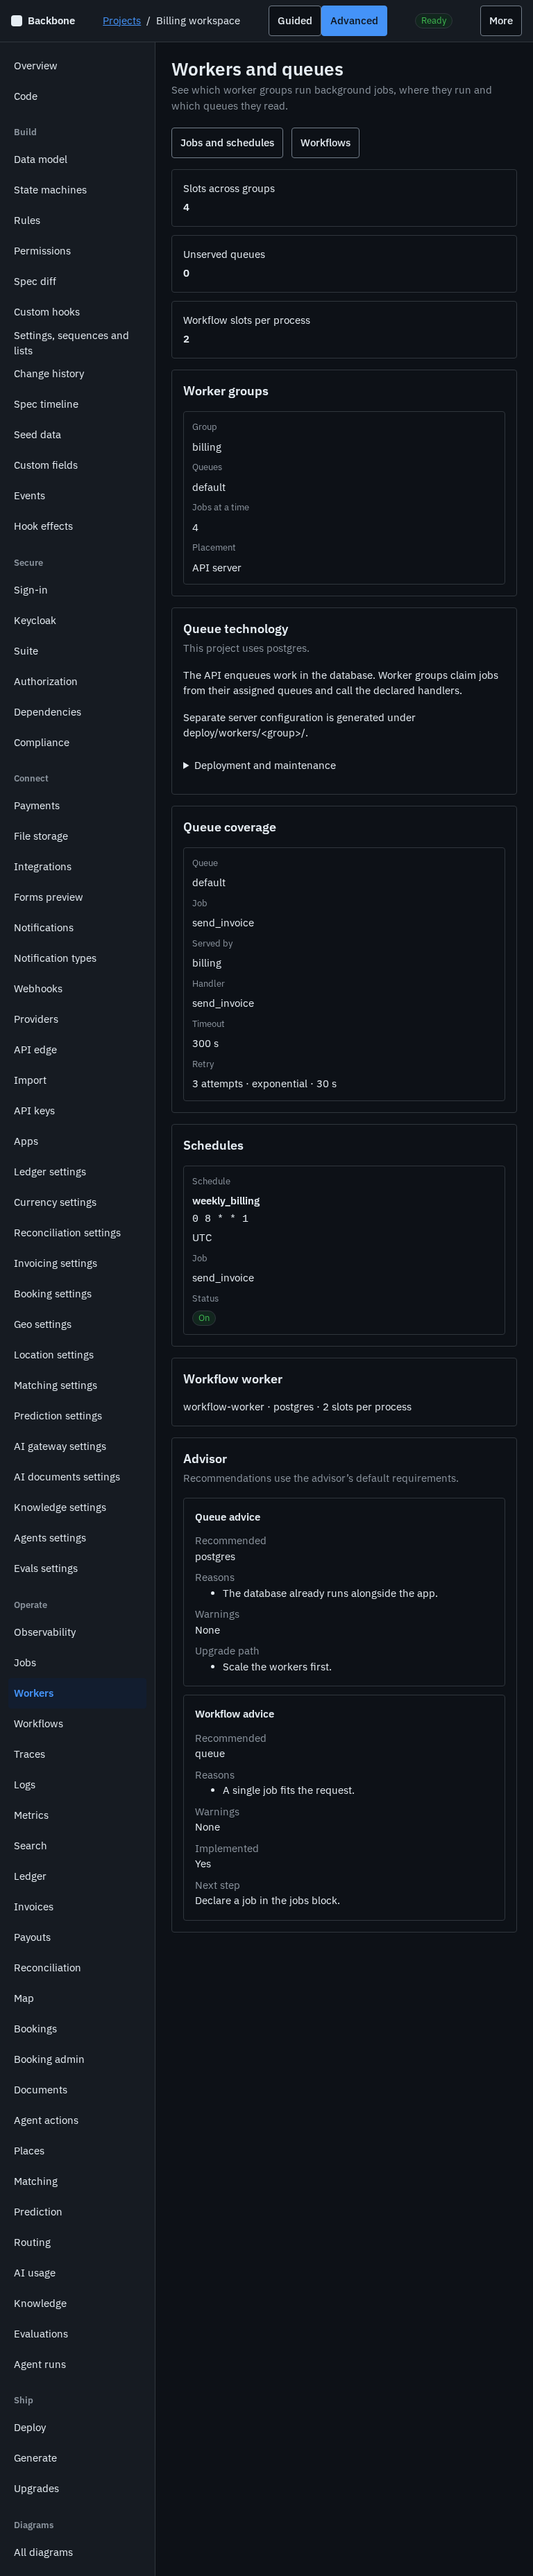 Backbone
Projects / Billing workspace
Guided
Advanced
Ready
More
Overview
Code
Build
Data model
State machines
Rules
Permissions
Spec diff
Custom hooks
Settings, sequences and
lists
Change history
Spec timeline
Seed data
Custom fields
Events
Hook effects
Secure
Sign-in
Keycloak
Suite
Authorization
Dependencies
Compliance
Connect
Payments
File storage
Integrations
Forms preview
Notifications
Notification types
Webhooks
Providers
API edge
Import
API keys
Apps
Ledger settings
Currency settings
Reconciliation settings
Invoicing settings
Booking settings
Geo settings
Location settings
Matching settings
Prediction settings
AI gateway settings
AI documents settings
Knowledge settings
Agents settings
Evals settings
Operate
Observability
Jobs
Workers
Workflows
Traces
Logs
Metrics
Search
Ledger
Invoices
Payouts
Reconciliation
Map
Bookings
Booking admin
Documents
Agent actions
Places
Matching
Prediction
Routing
AI usage
Knowledge
Evaluations
Agent runs
Ship
Deploy
Generate
Upgrades
Diagrams
All diagrams
Workers and queues
See which worker groups run background jobs, where they run and
which queues they read.
Jobs and schedules
Workflows
Slots across groups
4
Unserved queues
0
Workflow slots per process
2
Worker groups
Group
billing
Queues
default
Jobs at a time
4
Placement
API server
Queue technology
This project uses postgres.
The API enqueues work in the database. Worker groups claim jobs
from their assigned queues and call the declared handlers.
Separate server configuration is generated under
deploy/workers/<group>/.
▶ Deployment and maintenance
Queue coverage
Queue
default
Job
send_invoice
Served by
billing
Handler
send_invoice
Timeout
300 s
Retry
3 attempts · exponential · 30 s
Schedules
Schedule
weekly_billing
0 8 * * 1
UTC
Job
send_invoice
Status
On
Workflow worker
workflow-worker · postgres · 2 slots per process
Advisor
Recommendations use the advisor’s default requirements.
Queue advice
Recommended
postgres
Reasons
• The database already runs alongside the app.
Warnings
None
Upgrade path
• Scale the workers first.
Workflow advice
Recommended
queue
Reasons
• A single job fits the request.
Warnings
None
Implemented
Yes
Next step
Declare a job in the jobs block.